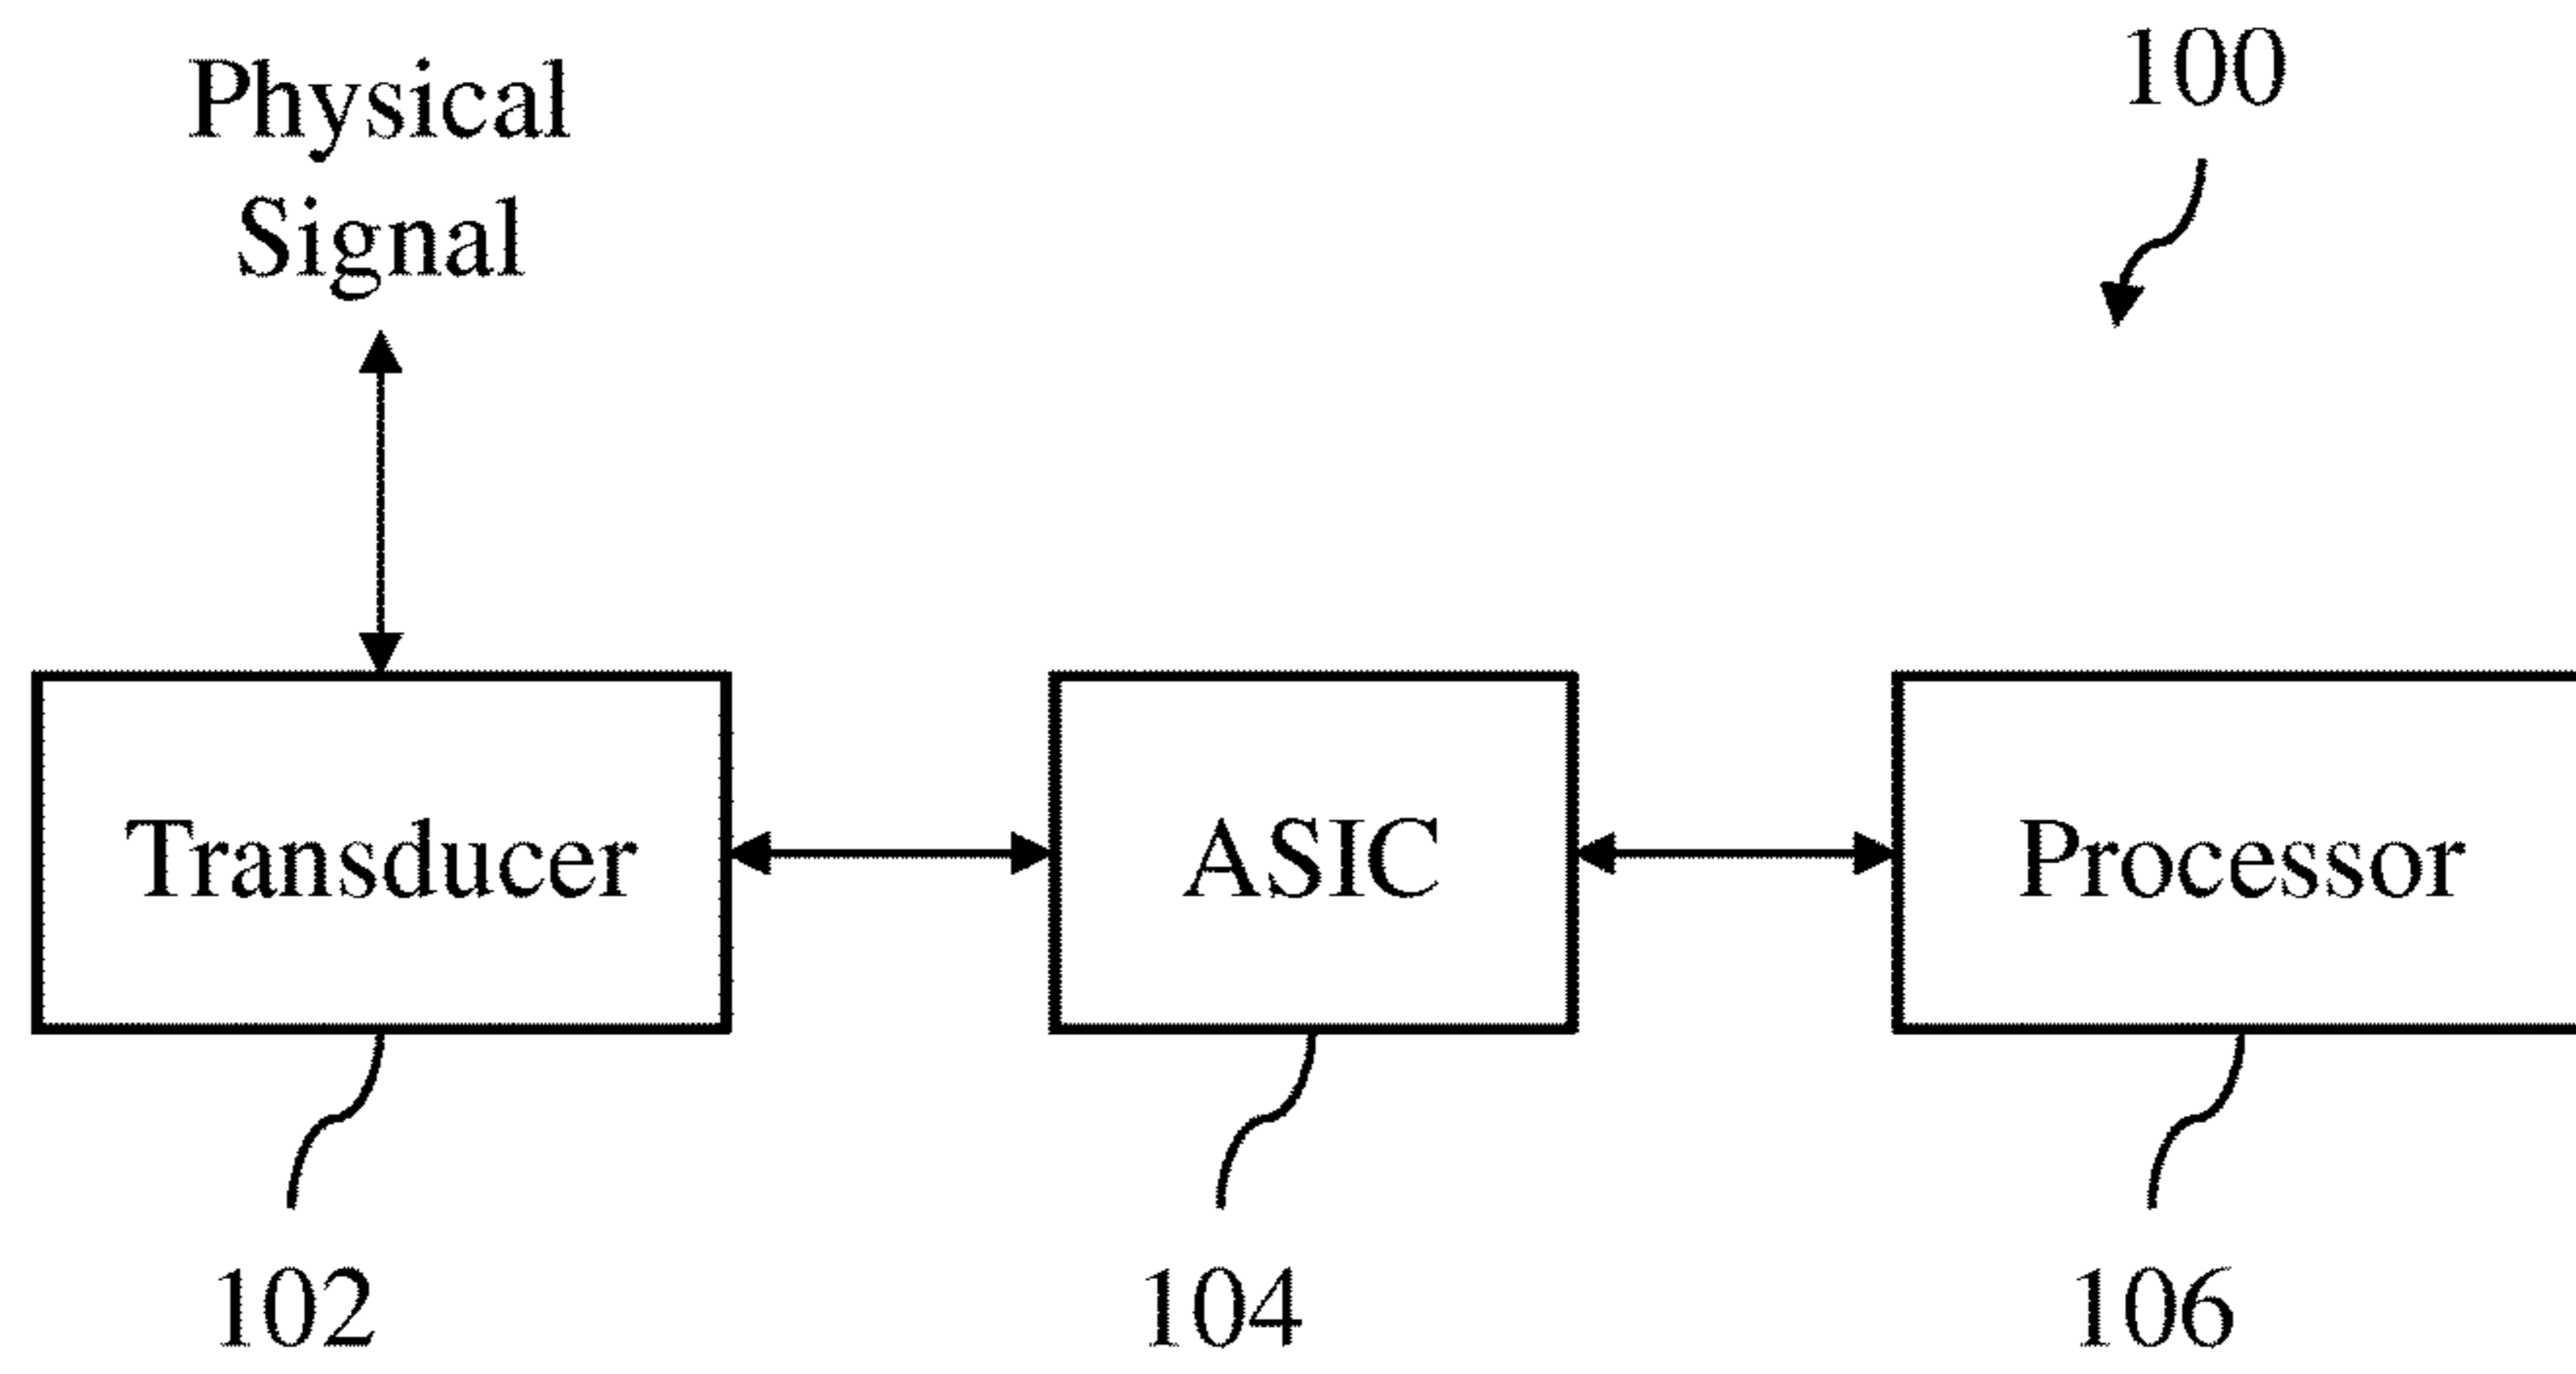 Physical
Signal
100
Transducer
ASIC
Processor
102
104
106